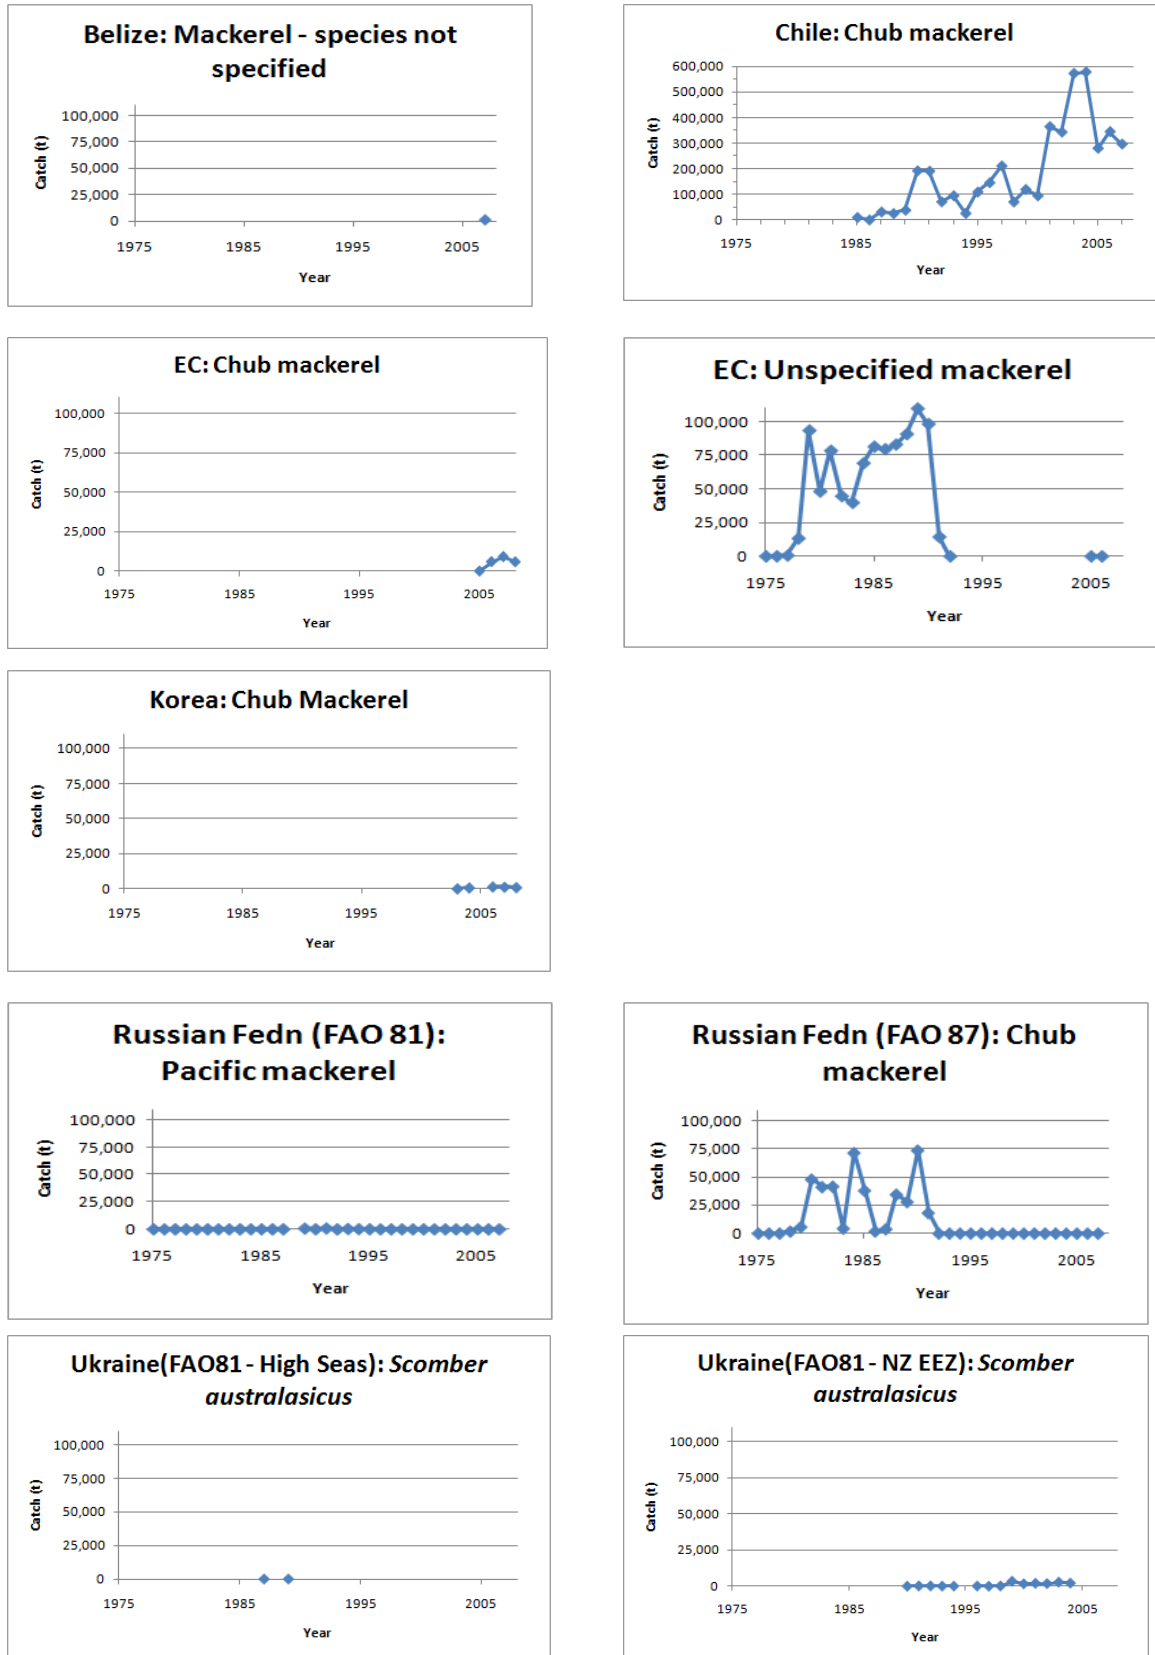 Belize: Mackerel - species not
specified
100,000
75,000
50,000
25,000
0
Catch (t)
1975 1985 1995 2005
Year
Chile: Chub mackerel
600,000
500,000
400,000
300,000
200,000
100,000
0
Catch (t)
1975 1985 1995 2005
Year
EC: Chub mackerel
100,000
75,000
50,000
25,000
0
Catch (t)
1975 1985 1995 2005
Year
EC: Unspecified mackerel
100,000
75,000
50,000
25,000
0
Catch (t)
1975 1985 1995 2005
Year
Korea: Chub Mackerel
100,000
75,000
50,000
25,000
0
Catch (t)
1975 1985 1995 2005
Year
Russian Fedn (FAO 81):
Pacific mackerel
100,000
75,000
50,000
25,000
0
Catch (t)
1975 1985 1995 2005
Year
Russian Fedn (FAO 87): Chub
mackerel
100,000
75,000
50,000
25,000
0
Catch (t)
1975 1985 1995 2005
Year
Ukraine(FAO81 - High Seas): Scomber
australasicus
100,000
75,000
50,000
25,000
0
Catch (t)
1975 1985 1995 2005
Year
Ukraine(FAO81 - NZ EEZ): Scomber
australasicus
100,000
75,000
50,000
25,000
0
Catch (t)
1975 1985 1995 2005
Year